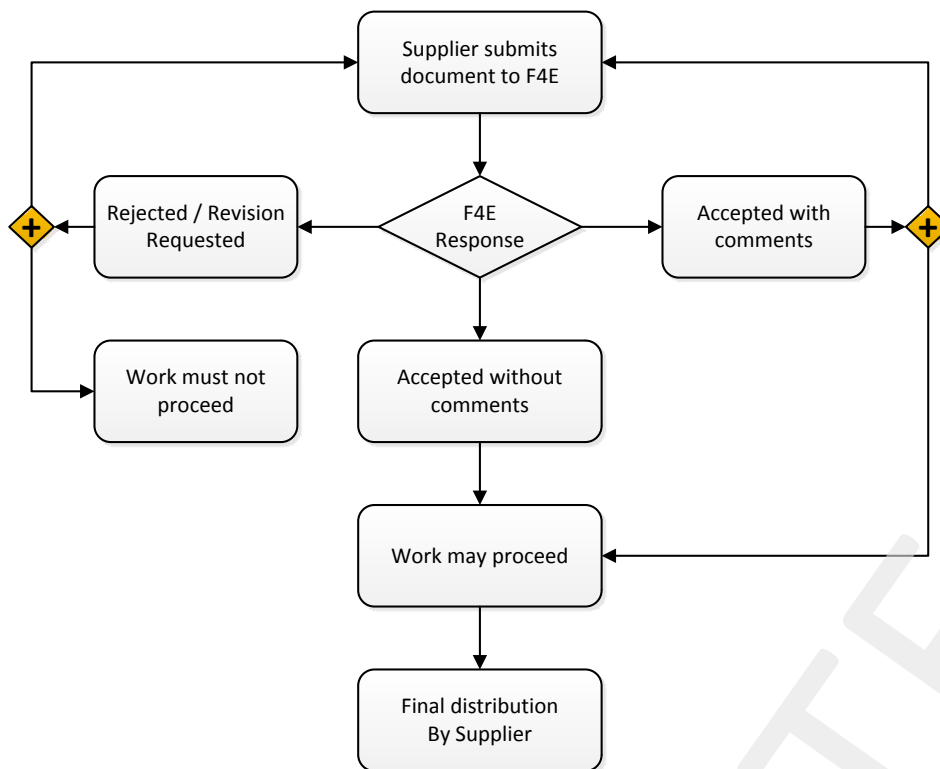 Supplier submits
document to F4E
Rejected / Revision
Requested
F4E
Response
Accepted with
comments
Work must not
proceed
Accepted without
comments
Work may proceed
Final distribution
By Supplier
TE